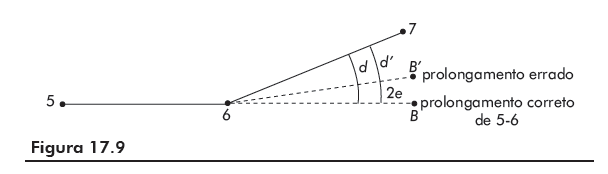 7
d
d'
B'
prolongamento errado
5
2e
6
B
prolongamento correto
de 5-6
Figura 17.9